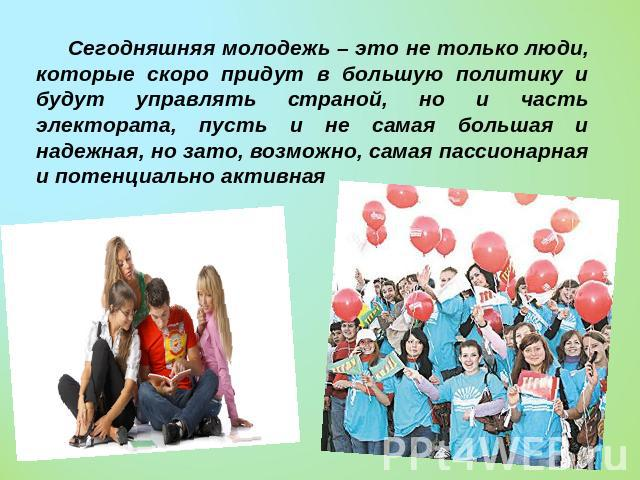 Сегодняшняя молодежь – это не только люди,
которые скоро придут в большую политику и
будут управлять страной, но и часть
электората, пусть и не самая большая и
надежная, но зато, возможно, самая пассионарная
и потенциально активная
PPt4WEB.ru